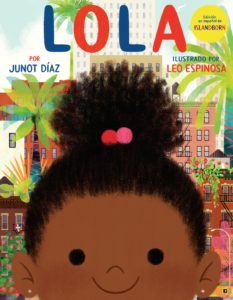 LOLA
POR
JUNOT DÍAZ
ILUSTRADO POR
LEO ESPINOSA
Edición
en español de
ISLANDBORN